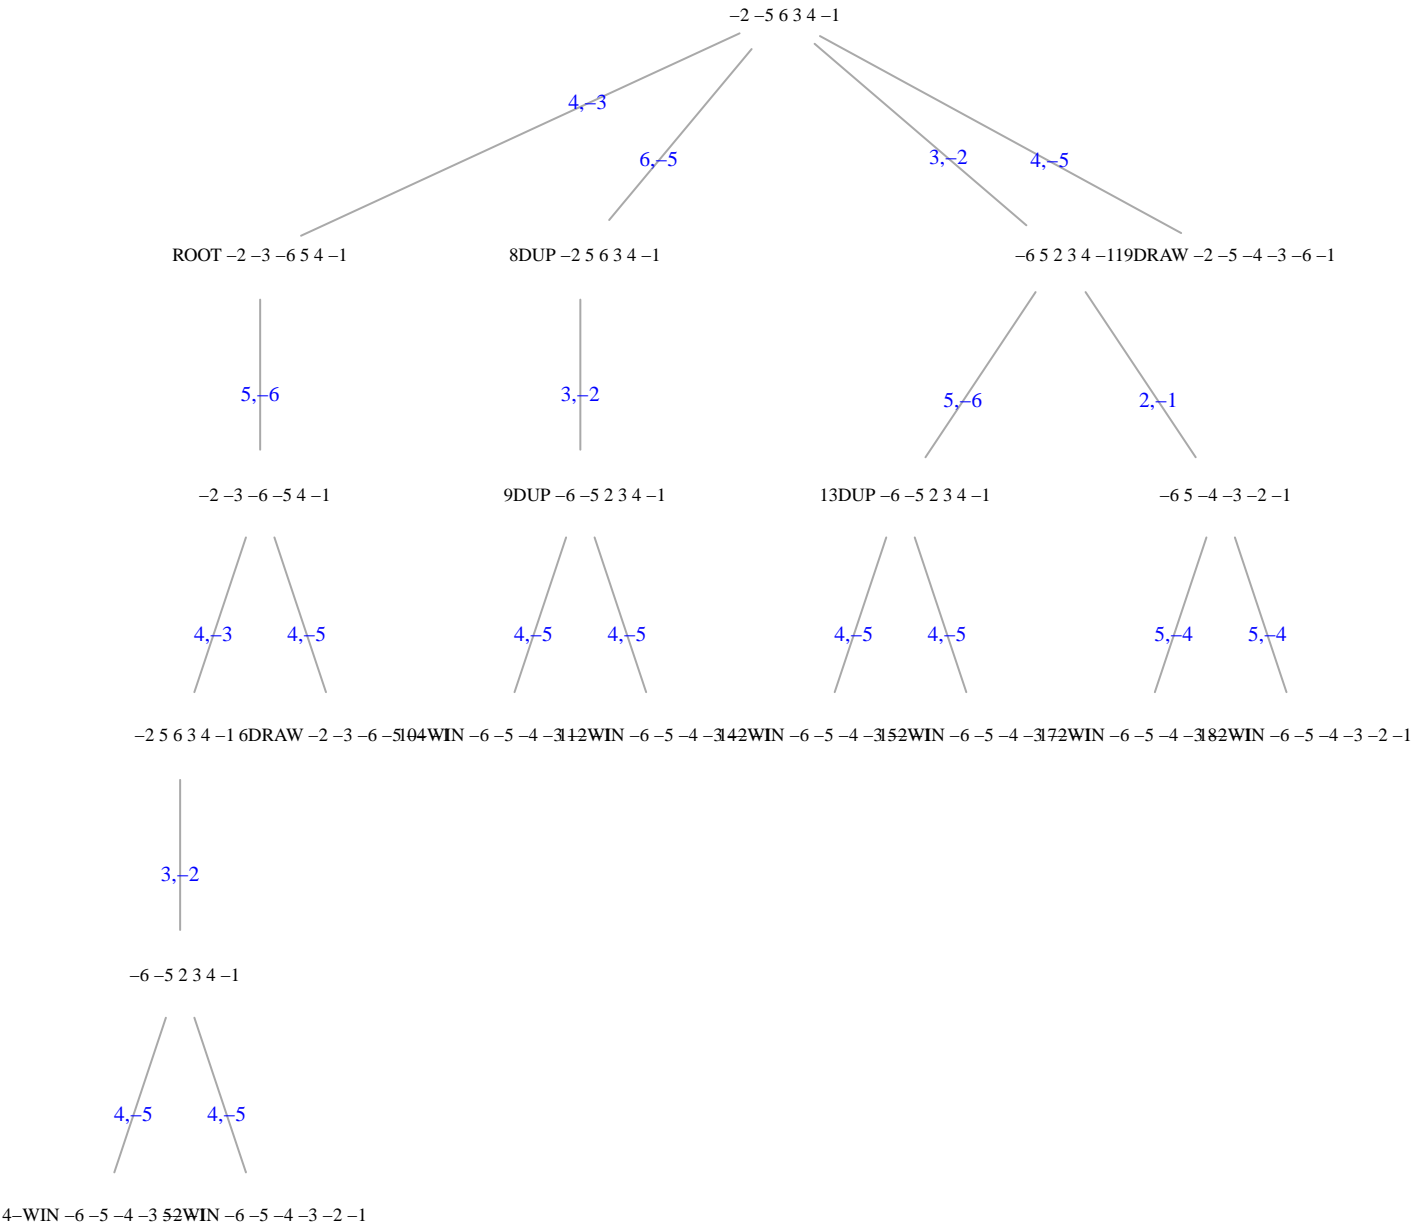 −2 −5 6 3 4 −1
4,−3
6,−5
3,−2
4,−5
ROOT −2 −3 −6 5 4 −1
8DUP −2 5 6 3 4 −1
−6 5 2 3 4 −1
19DRAW −2 −5 −4 −3 −6 −1
5,−6
3,−2
5,−6
2,−1
−2 −3 −6 −5 4 −1
9DUP −6 −5 2 3 4 −1
13DUP −6 −5 2 3 4 −1
−6 5 −4 −3 −2 −1
4,−3
4,−5
4,−5
4,−5
4,−5
4,−5
5,−4
5,−4
−2 5 6 3 4 −1
6DRAW −2 −3 −6 −5
WIN −6 −5 −4 −3
WIN −6 −5 −4 −3
WIN −6 −5 −4 −3
WIN −6 −5 −4 −3
WIN −6 −5 −4 −3
WIN −6 −5 −4 −3 −2 −1
3,−2
−6 −5 2 3 4 −1
4,−5
4,−5
4−WIN −6 −5 −4 −3
WIN −6 −5 −4 −3 −2 −1